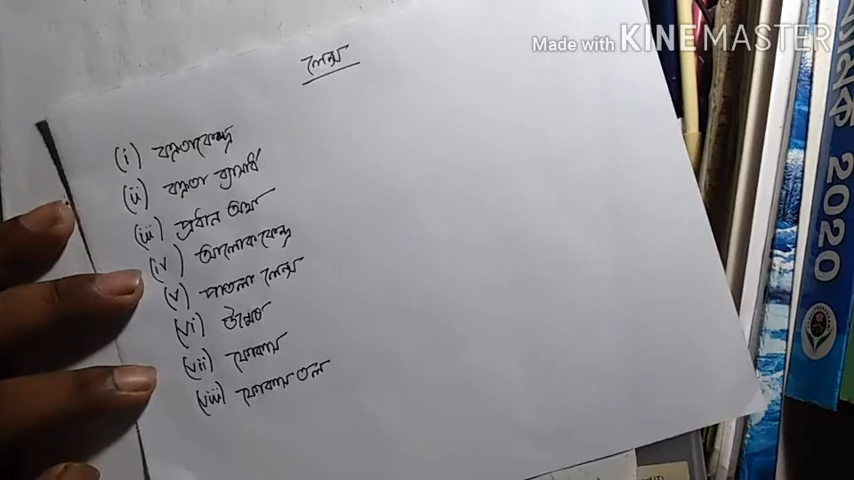 Made with KINEMASTER
লেন্স
(i) বক্রতাকেন্দ্র
(ii) বক্রতা ব্যাসার্ধ
(iii) প্রধান অক্ষ
(iv) আলোককেন্দ্র
(v) পাতলা লেন্স
(vi) উন্মেষ
(vii) ফোকাস
(viii) ফোকাস তল
2020